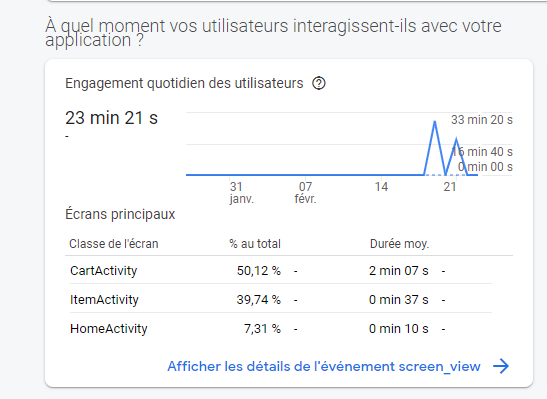 À quel moment vos utilisateurs interagissent-ils avec votre
application ?
Engagement quotidien des utilisateurs
23 min 21 s
-
33 min 20 s
16 min 40 s
0 min 00 s
31 07 14 21
janv. févr.
Écrans principaux
Classe de l'écran % au total Durée moy.
CartActivity 50,12 % - 2 min 07 s -
ItemActivity 39,74 % - 0 min 37 s -
HomeActivity 7,31 % - 0 min 10 s -
Afficher les détails de l'événement screen_view